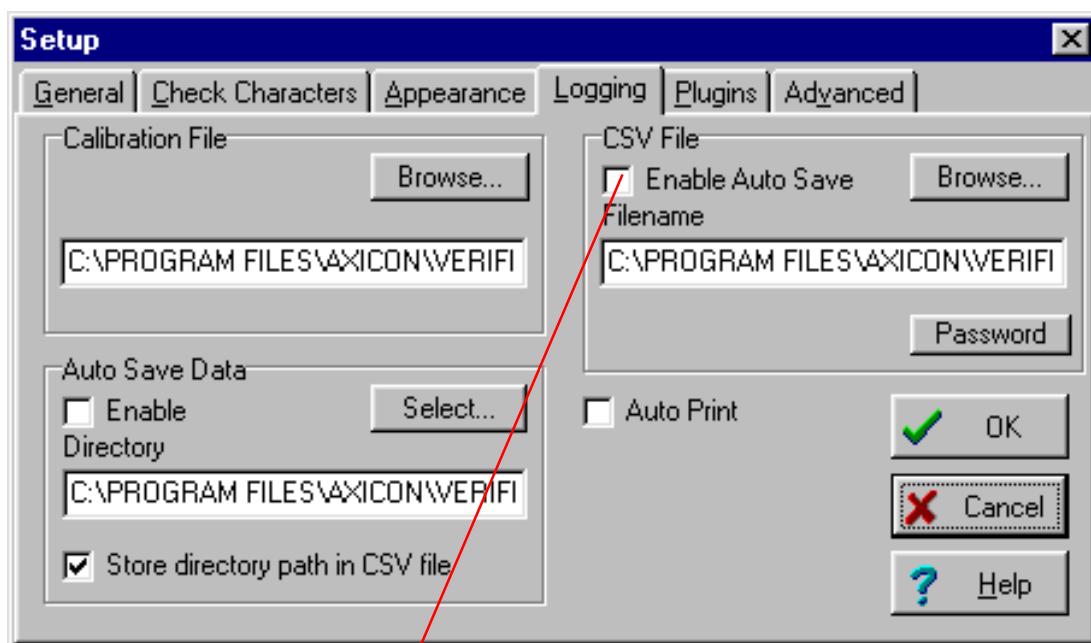 Setup
General Check Characters Appearance Logging Plugins Advanced
Calibration File
Browse...
C:\PROGRAM FILES\AXICON\VERIFI
Auto Save Data
Enable
Select...
Directory
C:\PROGRAM FILES\AXICON\VERIFI
Store directory path in CSV file
CSV File
Enable Auto Save
Browse...
Filename
C:\PROGRAM FILES\AXICON\VERIFI
Password
Auto Print
OK
Cancel
Help